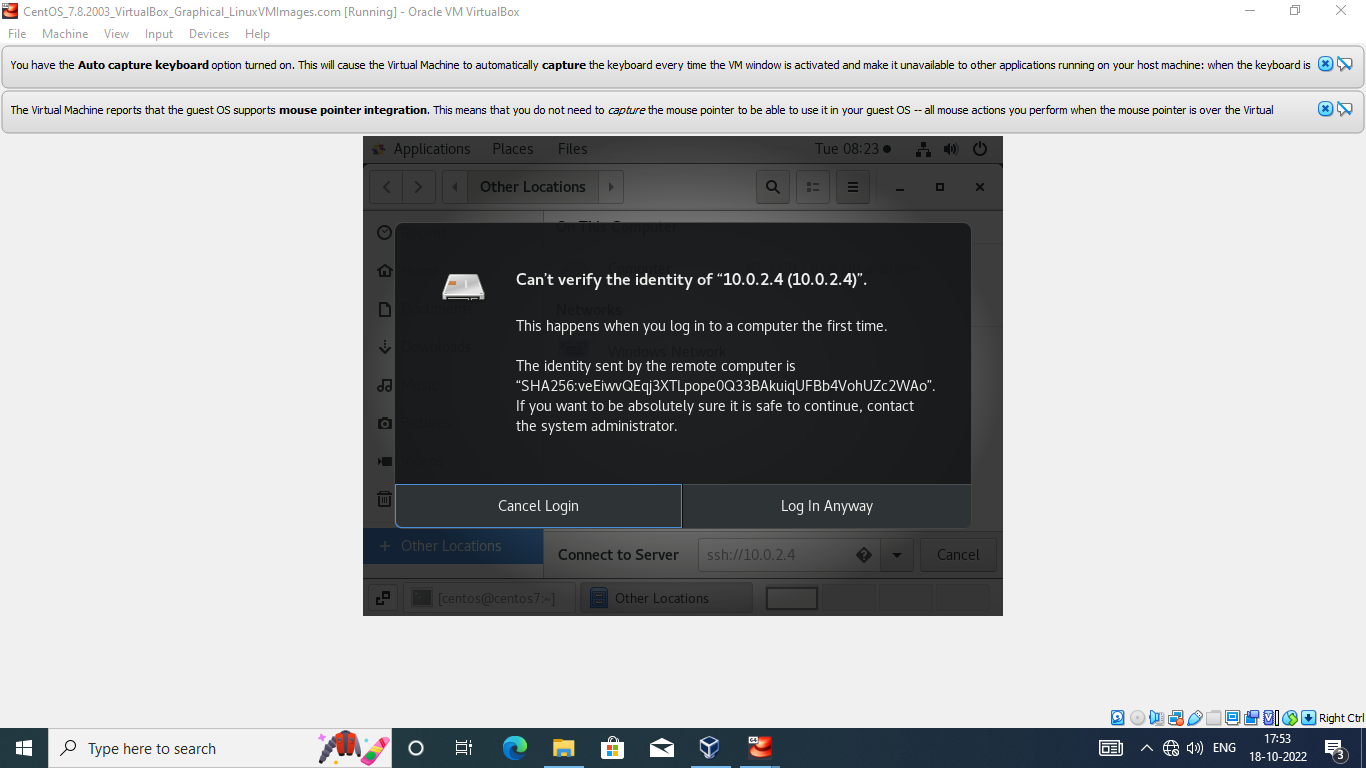 CentOS_7.8.2003_VirtualBox_Graphical_LinuxVMImages.com [Running] - Oracle VM VirtualBox
File Machine View Input Devices Help
You have the Auto capture keyboard option turned on. This will cause the Virtual Machine to automatically capture the keyboard every time the VM window is activated and make it unavailable to other applications running on your host machine: when the keyboard is
The Virtual Machine reports that the guest OS supports mouse pointer integration. This means that you do not need to capture the mouse pointer to be able to use it in your guest OS -- all mouse actions you perform when the mouse pointer is over the Virtual
Applications Places Files Tue 08:23
Other Locations
On This Computer
Can't verify the identity of “10.0.2.4 (10.0.2.4)”.
Networks
This happens when you log in to a computer the first time.
Windows Network
Downloads
The identity sent by the remote computer is
“SHA256:veEiwvQEqj3XTLpope0Q33BAkuiqUFBb4VohUZc2WAo”.
If you want to be absolutely sure it is safe to continue, contact
the system administrator.
Cancel Login Log In Anyway
+ Other Locations Connect to Server ssh://10.0.2.4 Cancel
[centos@centos7:~] Other Locations
Right Ctrl
Type here to search
64
ENG
17:53
18-10-2022
3